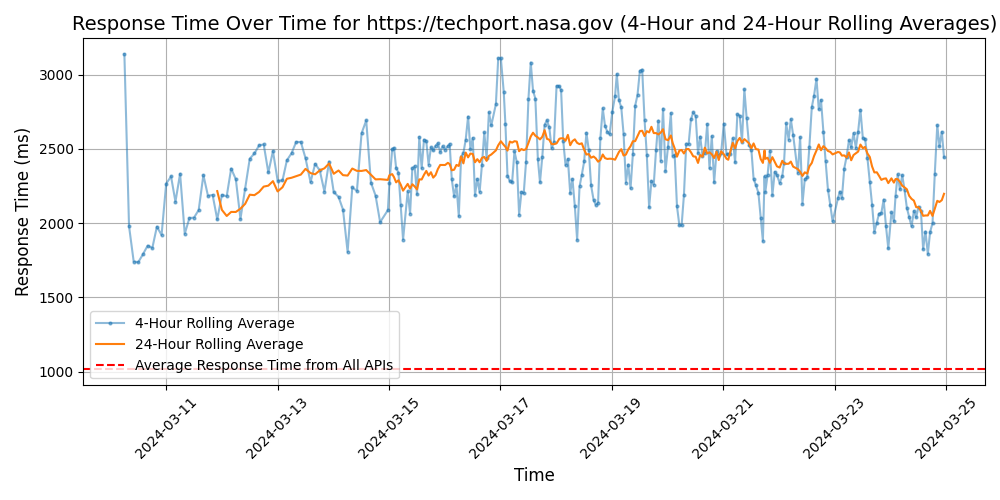 Response Time Over Time for https://techport.nasa.gov (4-Hour and 24-Hour Rolling Averages)
Response Time (ms)
3000
2500
2000
1500
1000
4-Hour Rolling Average
24-Hour Rolling Average
Average Response Time from All APIs
2024-03-11
2024-03-13
2024-03-15
2024-03-17
2024-03-19
2024-03-21
2024-03-23
2024-03-25
Time